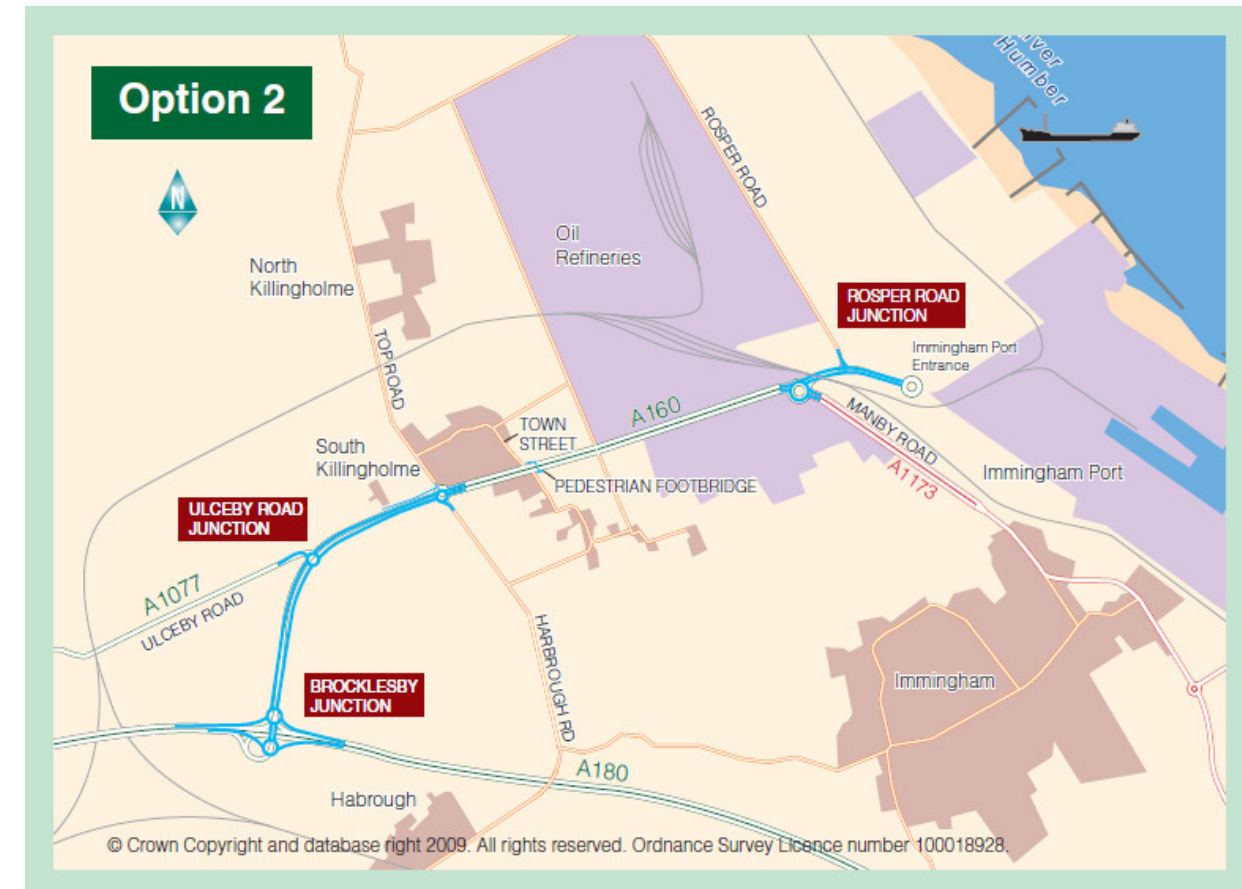 Option 2
River
Humber
N
ROSPER ROAD
Oil
Refineries
North
Killingholme
ROSPER ROAD
JUNCTION
Immingham Port
Entrance
TOP ROAD
A160
TOWN
STREET
MANBY ROAD
A1173
South
Killingholme
PEDESTRIAN FOOTBRIDGE
Immingham Port
ULCEBY ROAD
JUNCTION
A1077
ULCEBY ROAD
HARBROUGH RD
BROCKLESBY
JUNCTION
Immingham
A180
Habrough
© Crown Copyright and database right 2009. All rights reserved. Ordnance Survey Licence number 100018928.